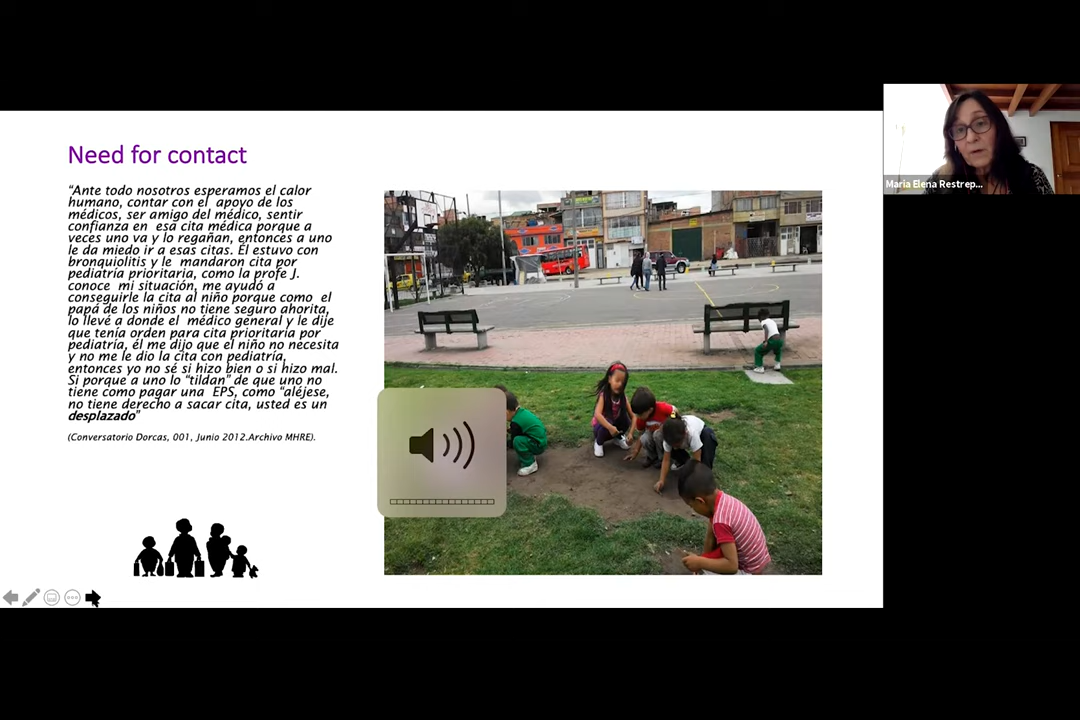 Need for contact
“Ante todo nosotros esperamos el calor
humano, contar con el apoyo de los
médicos, ser amigo del médico, sentir
confianza en esa cita médica porque a
veces uno va y lo regañan, entonces a uno
le da miedo ir a esas citas. El estuvo con
bronquiolitis y le mandaron cita por
pediatría prioritaria, como la profe J.
conoce mi situación, me ayudó a
conseguirle la cita al niño porque como el
papá de los niños no tiene seguro ahorita,
lo llevé a donde el médico general y le dije
que tenía orden para cita prioritaria por
pediatría, él me dijo que el niño no necesita
y no me le dio la cita con pediatría,
entonces yo no sé si hizo bien o si hizo mal.
Si porque a uno lo “tildan” de que uno no
tiene como pagar una EPS, como “aléjese,
no tiene derecho a sacar cita, usted es un
desplazado”
(Conversatorio Dorcas, 001, Junio 2012.Archivo MHRE).
Maria Elena Restrep...